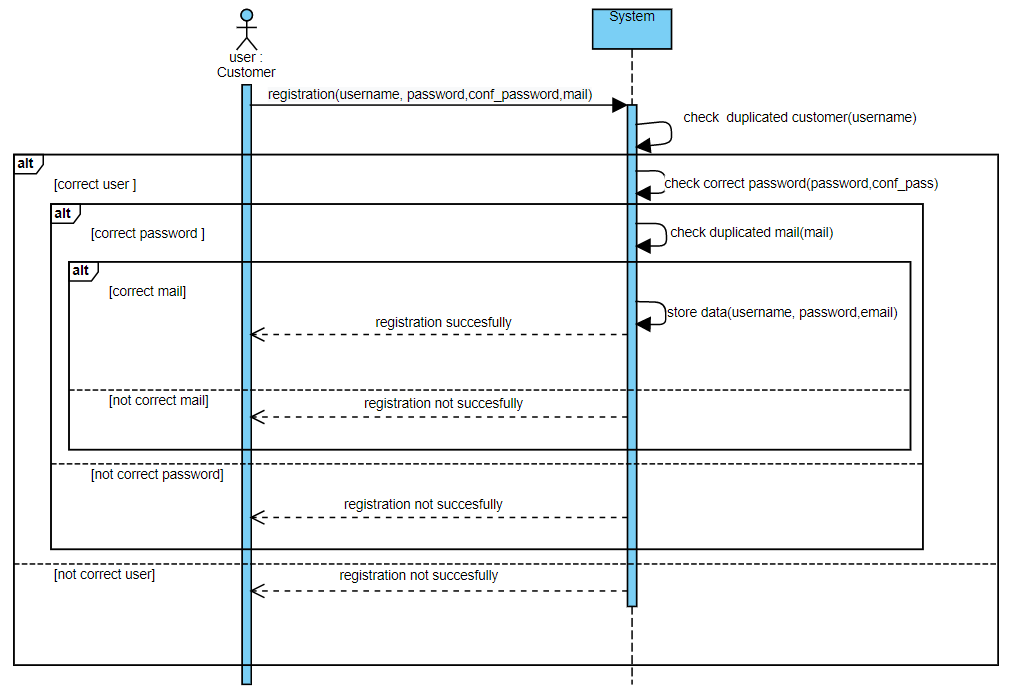 System
user :
Customer
registration(username, password,conf_password,mail)
check  duplicated customer(username)
alt
[correct user ]
check correct password(password,conf_pass)
alt
[correct password ]
check duplicated mail(mail)
alt
[correct mail]
store data(username, password,email)
registration succesfully
[not correct mail]
registration not succesfully
[not correct password]
registration not succesfully
[not correct user]
registration not succesfully